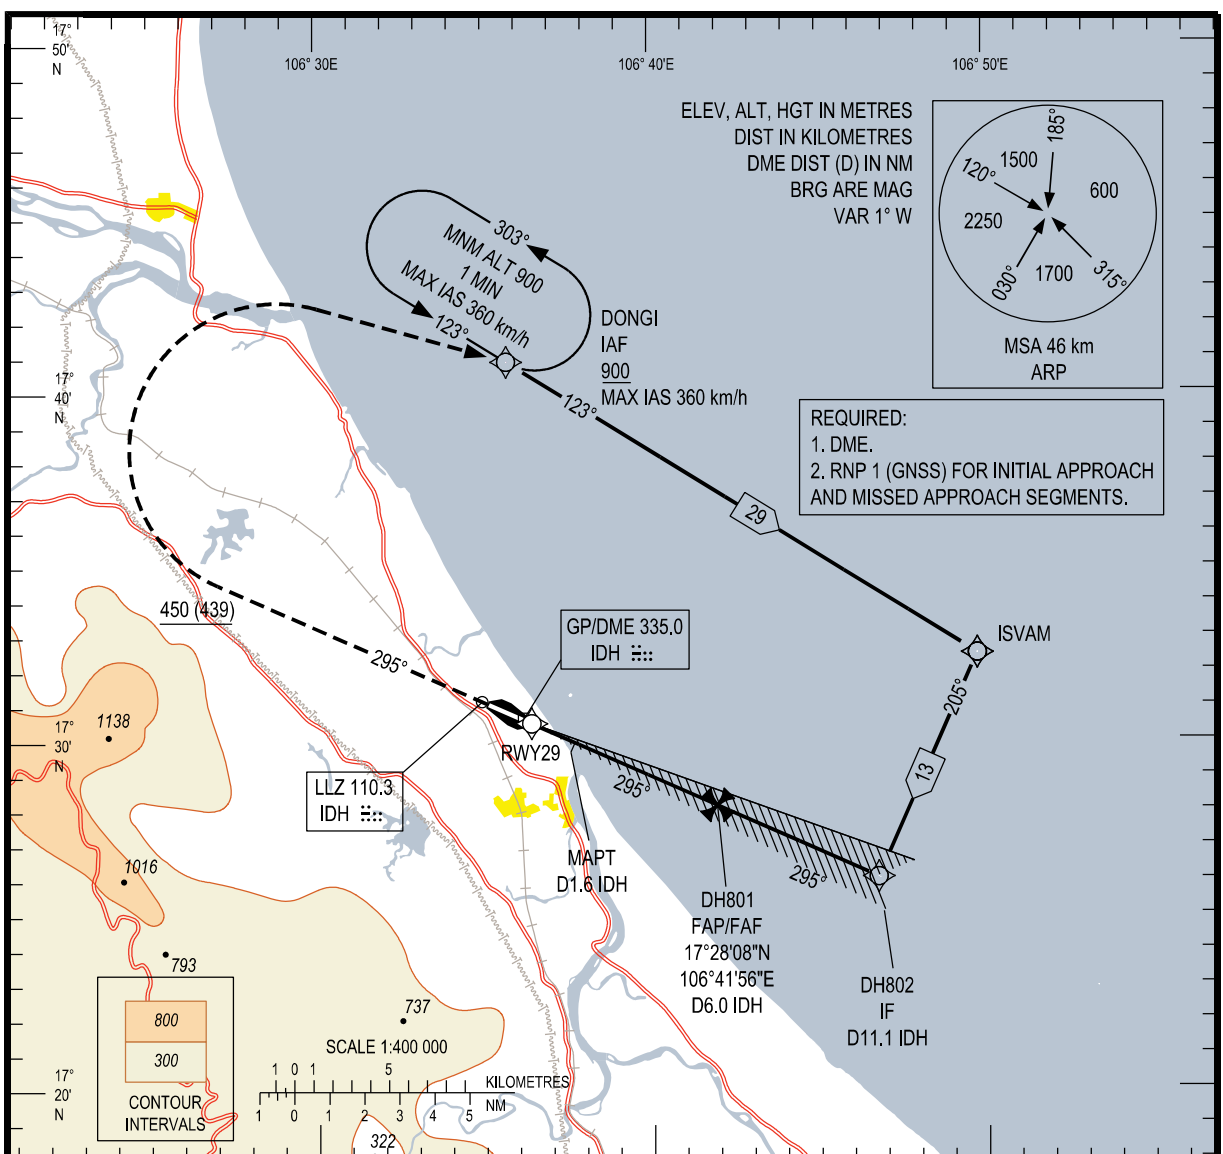 17°
50'
N
106° 30'E
106° 40'E
106° 50'E
ELEV, ALT, HGT IN METRES
DIST IN KILOMETRES
DME DIST (D) IN NM
BRG ARE MAG
VAR 1° W
185°
120°
1500
600
2250
030°
1700
315°
MSA 46 km
ARP
303°
MNM ALT 900
1 MIN
MAX IAS 360 km/h
123°
DONGI
IAF
900
MAX IAS 360 km/h
17°
40'
N
123°
REQUIRED:
1. DME.
2. RNP 1 (GNSS) FOR INITIAL APPROACH
AND MISSED APPROACH SEGMENTS.
29
450 (439)
295°
GP/DME 335.0
IDH
ISVAM
205°
13
1138
17°
30'
N
RWY29
LLZ 110.3
IDH
295°
295°
MAPT
D1.6 IDH
1016
DH801
FAP/FAF
17°28'08"N
106°41'56"E
D6.0 IDH
DH802
IF
D11.1 IDH
793
737
800
300
CONTOUR
INTERVALS
SCALE 1:400 000
1 0 1 5
KILOMETRES
NM
1 0 1 2 3 4 5
17°
20'
N
322